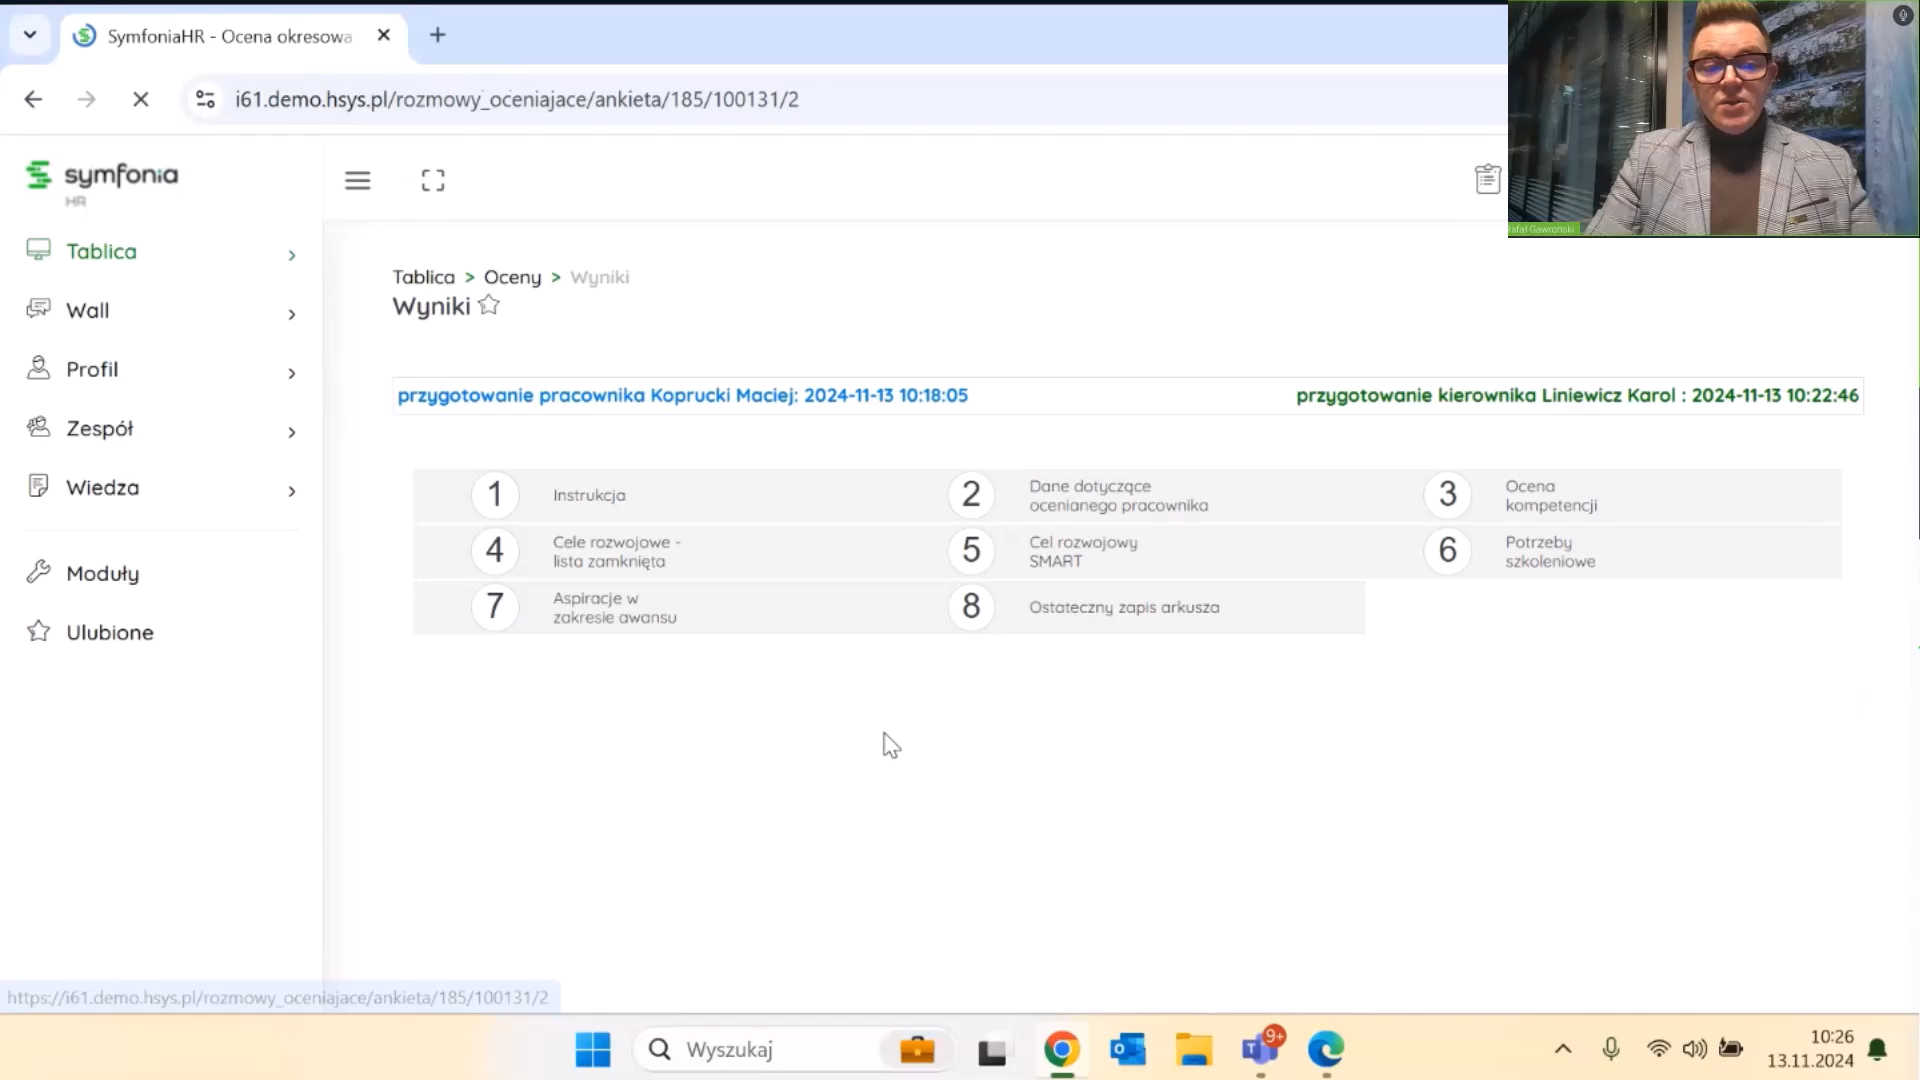 SymfoniaHR - Ocena okresowa
i61.demo.hsys.pl/rozmowy_oceniajace/ankieta/185/100131/2
symfonia
HR
Rafał Gawroński
Tablica
Wall
Profil
Zespół
Wiedza
Moduły
Ulubione
Tablica > Oceny > Wyniki
Wyniki
przygotowanie pracownika Koprucki Maciej: 2024-11-13 10:18:05
przygotowanie kierownika Liniewicz Karol : 2024-11-13 10:22:46
1 Instrukcja
2 Dane dotyczące
ocenianego pracownika
3 Ocena
kompetencji
4 Cele rozwojowe -
lista zamknięta
5 Cel rozwojowy
SMART
6 Potrzeby
szkoleniowe
7 Aspiracje w
zakresie awansu
8 Ostateczny zapis arkusza
https://i61.demo.hsys.pl/rozmowy_oceniajace/ankieta/185/100131/2
Wyszukaj
9+
10:26
13.11.2024